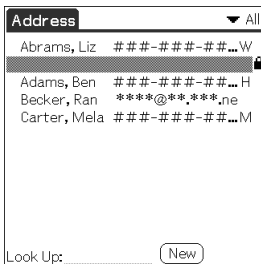 Address ▼ All
Abrams, Liz ###-###-##... W
Adams, Ben ###-###-##... H
Becker, Ran ****@**.***.ne
Carter, Mela ###-###-##... M
Look Up: New